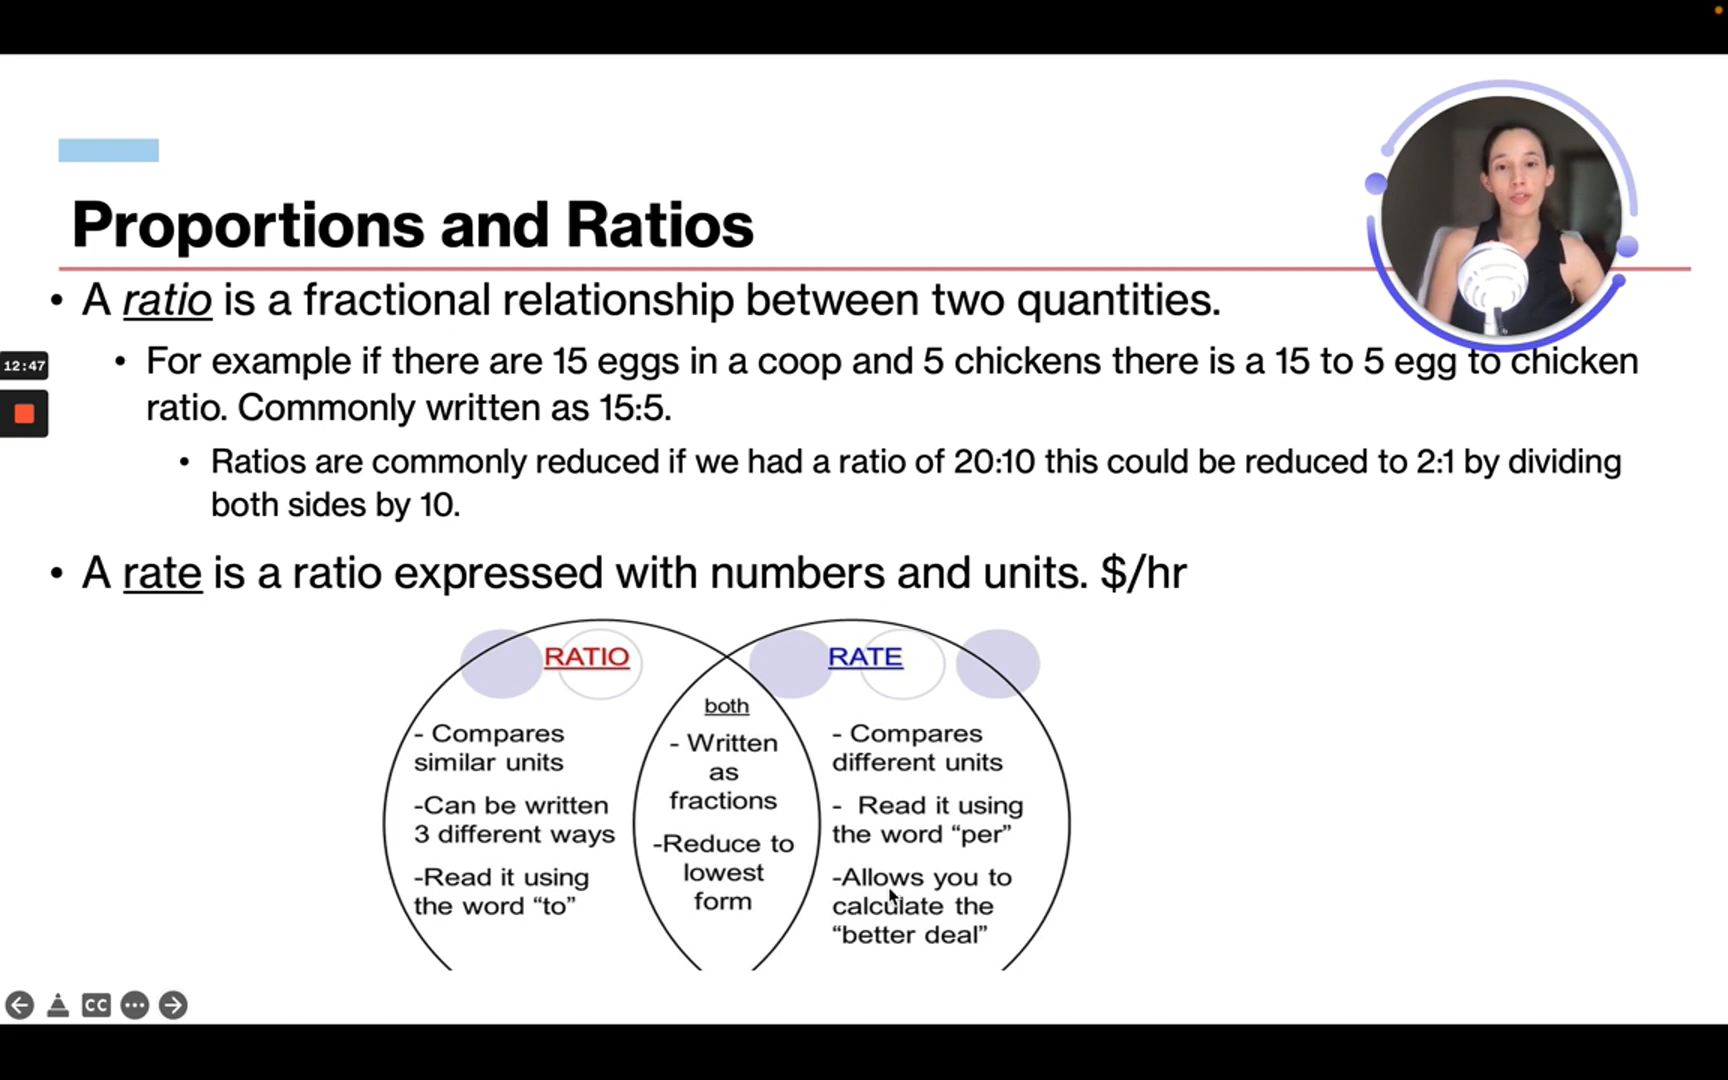 Proportions and Ratios
• A ratio is a fractional relationship between two quantities.
• For example if there are 15 eggs in a coop and 5 chickens there is a 15 to 5 egg to chicken
ratio. Commonly written as 15:5.
12:47
• Ratios are commonly reduced if we had a ratio of 20:10 this could be reduced to 2:1 by dividing
both sides by 10.
• A rate is a ratio expressed with numbers and units. $/hr
RATIO
- Compares
similar units
-Can be written
3 different ways
-Read it using
the word “to”
both
- Written
as
fractions
-Reduce to
lowest
form
RATE
- Compares
different units
- Read it using
the word “per”
-Allows you to
calculate the
“better deal”
CC